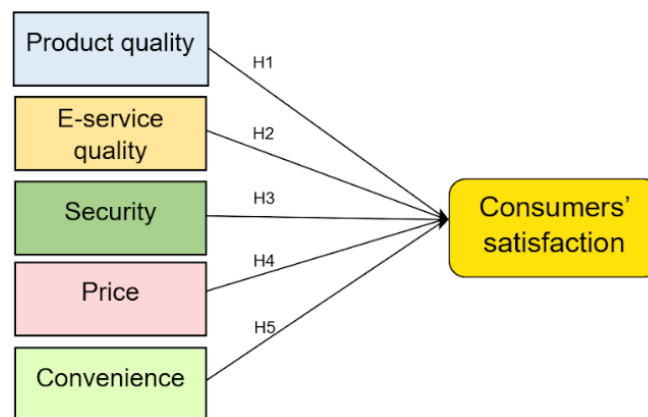 Product quality
H1
E-service
quality
H2
Security
H3
Price
H4
Convenience
H5
Consumers’
satisfaction